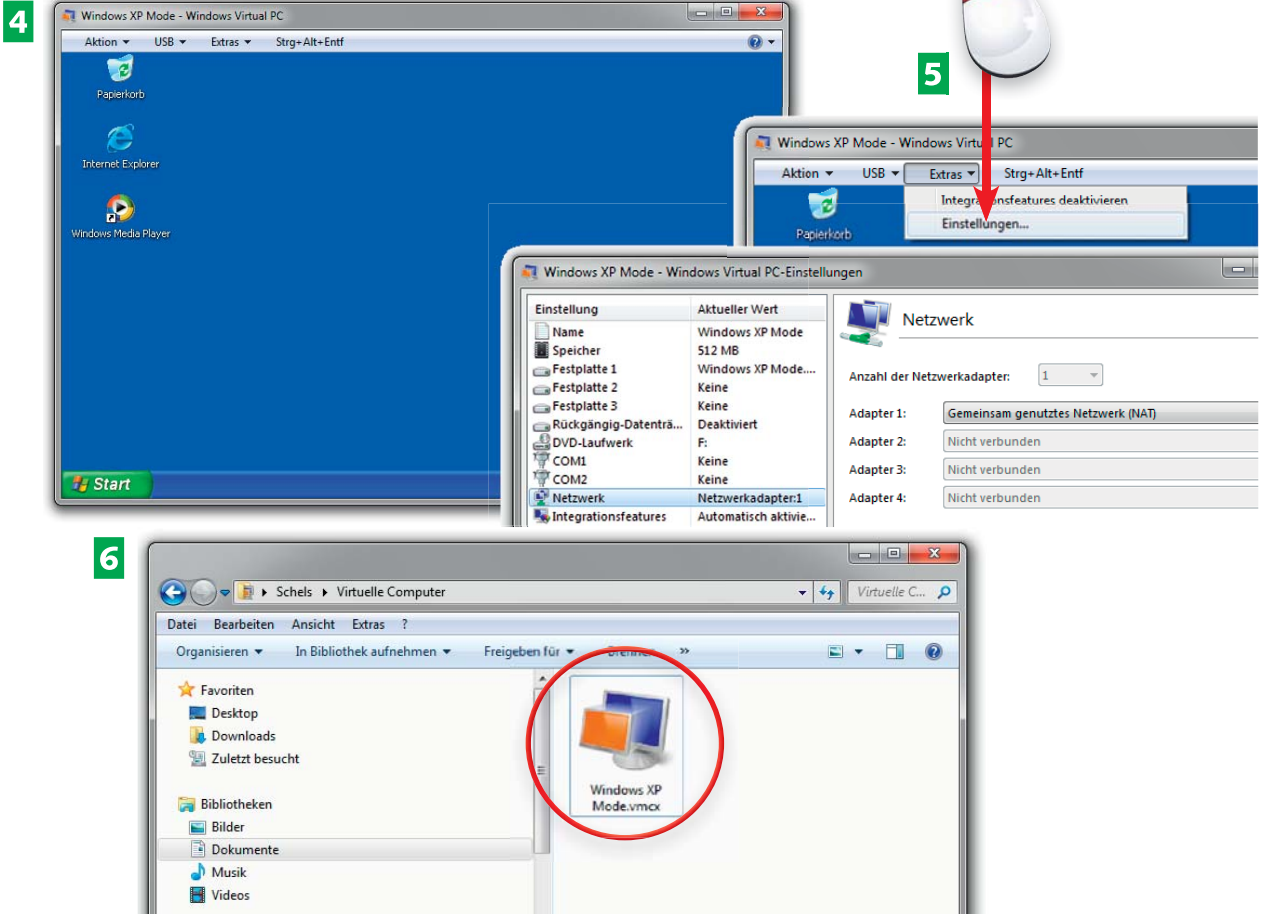 4
Windows XP Mode - Windows Virtual PC
Aktion USB Extras Strg+Alt+Entf
Papierkorb
Internet Explorer
Windows Media Player
Start
5
Windows XP Mode - Windows Virtual PC
Aktion USB Extras Strg+Alt+Entf
Integrationsfeatures deaktivieren
Einstellungen...
Papierkorb
Windows XP Mode - Windows Virtual PC-Einstellungen
Einstellung Aktueller Wert
Name Windows XP Mode
Speicher 512 MB
Festplatte 1 Windows XP Mode....
Festplatte 2 Keine
Festplatte 3 Keine
Rückgängig-Datenträ... Deaktiviert
DVD-Laufwerk F:
COM1 Keine
COM2 Keine
Netzwerk Netzwerkadapter:1
Integrationsfeatures Automatisch aktivie...
Netzwerk
Anzahl der Netzwerkadapter: 1
Adapter 1: Gemeinsam genutztes Netzwerk (NAT)
Adapter 2: Nicht verbunden
Adapter 3: Nicht verbunden
Adapter 4: Nicht verbunden
6
Schels Virtuelle Computer
Virtuelle C...
Datei Bearbeiten Ansicht Extras ?
Organisieren In Bibliothek aufnehmen Freigeben für Brennen »
Favoriten
Desktop
Downloads
Zuletzt besucht
Bibliotheken
Bilder
Dokumente
Musik
Videos
Windows XP
Mode.vmcx